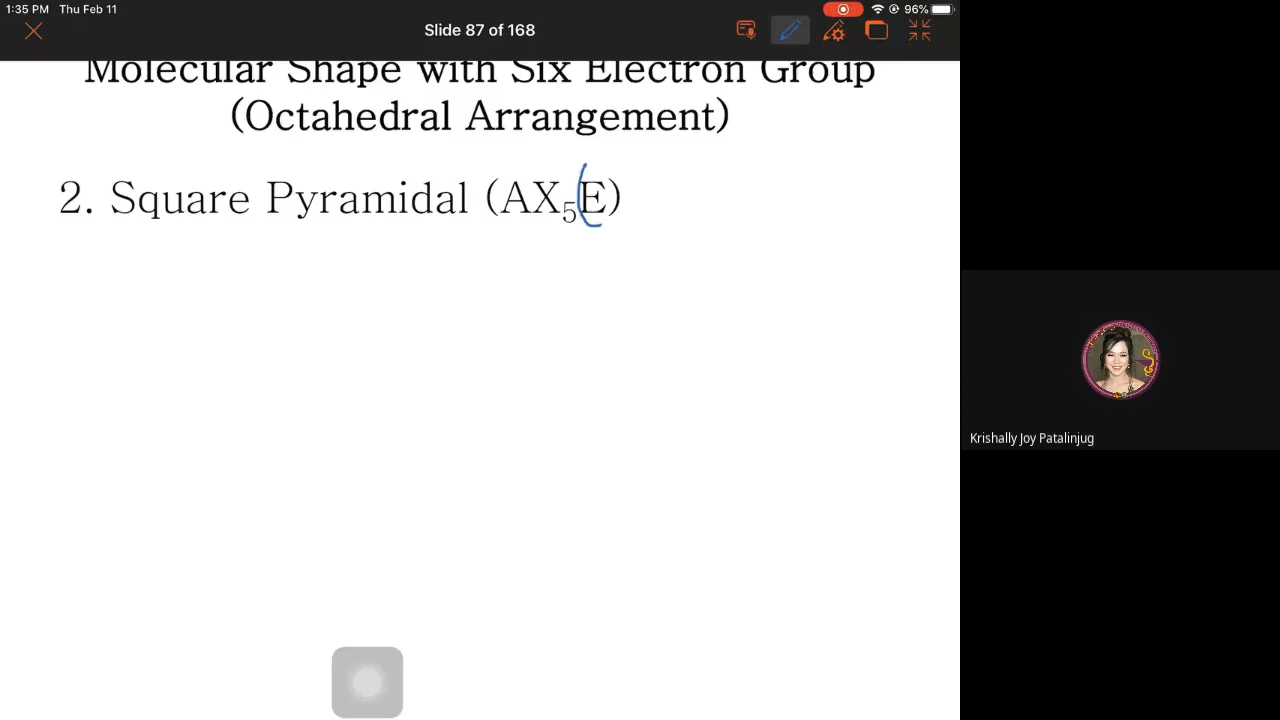 1:35 PM Thu Feb 11
96%
Slide 87 of 168
Molecular Shape with Six Electron Group
(Octahedral Arrangement)
2. Square Pyramidal (AX₅E)
Krishally Joy Patalinjug